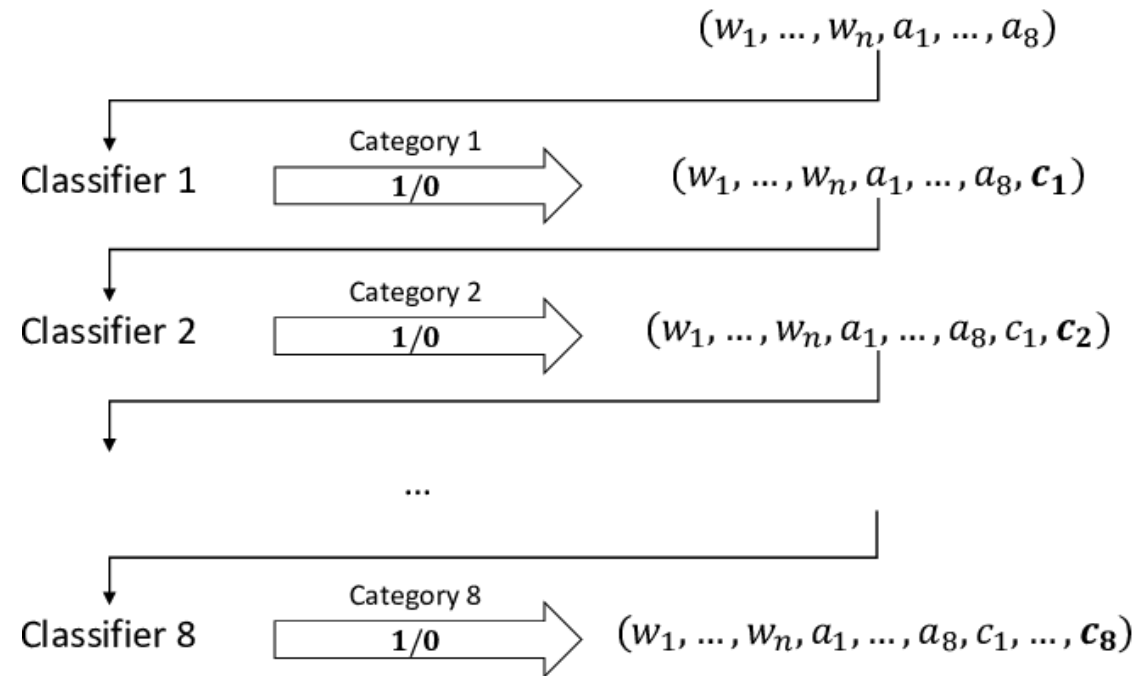 (w₁, …, wₙ, a₁, …, a₈)
Category 1
Classifier 1 1/0 (w₁, …, wₙ, a₁, …, a₈, c₁)
Category 2
Classifier 2 1/0 (w₁, …, wₙ, a₁, …, a₈, c₁, c₂)
…
Category 8
Classifier 8 1/0 (w₁, …, wₙ, a₁, …, a₈, c₁, …, c₈)